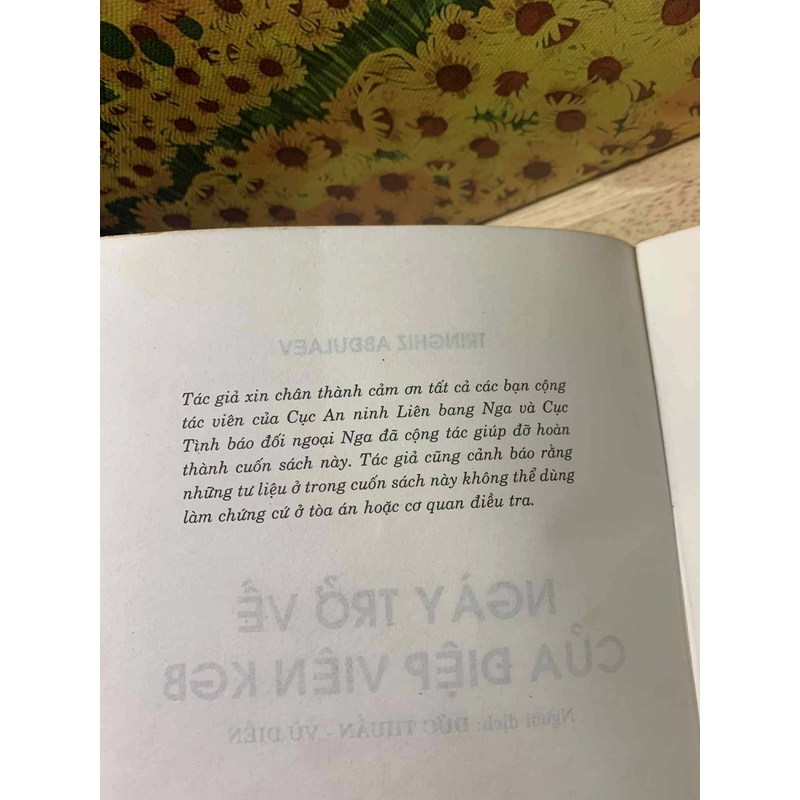 TRINGHIZ ABDULAEV
Tác giả xin chân thành cảm ơn tất cả các bạn cộng
tác viên của Cục An ninh Liên bang Nga và Cục
Tình báo đối ngoại Nga đã cộng tác giúp đỡ hoàn
thành cuốn sách này. Tác giả cũng cảnh báo rằng
những tư liệu ở trong cuốn sách này không thể dùng
làm chứng cứ ở tòa án hoặc cơ quan điều tra.
NGÀY TRỞ VỀ
CỦA ĐIỆP VIÊN KGB
Người dịch: ĐỨC THUẦN - VŨ DIÊN